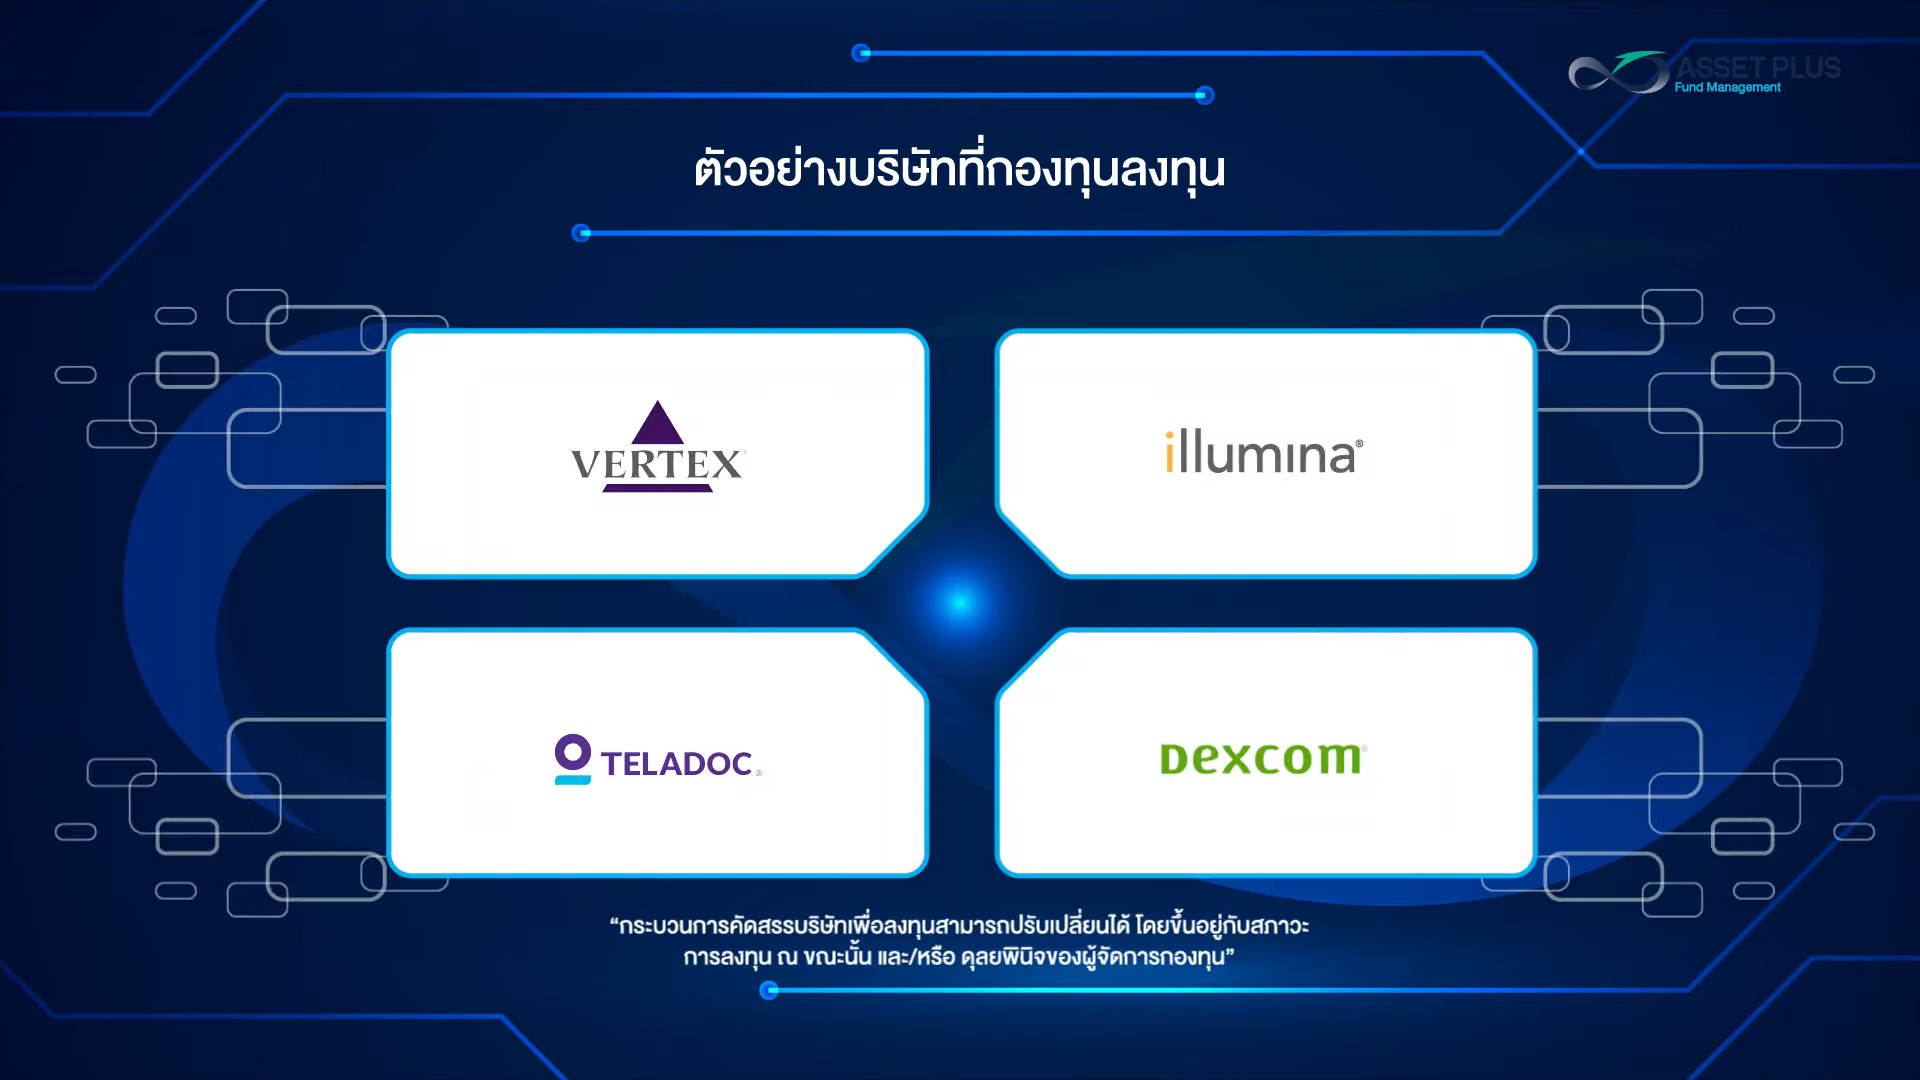 ASSET PLUS
Fund Management
ตัวอย่างบริษัทที่กองทุนลงทุน
VERTEX
illumina®
TELADOC®
Dexcom®
“กระบวนการคัดสรรบริษัทเพื่อลงทุนสามารถปรับเปลี่ยนได้ โดยขึ้นอยู่กับสภาวะ
การลงทุน ณ ขณะนั้น และ/หรือ ดุลยพินิจของผู้จัดการกองทุน”